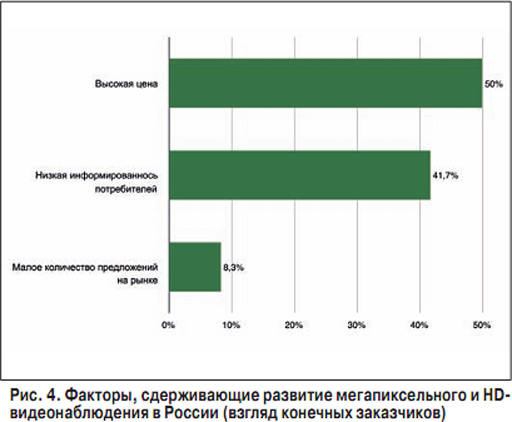 Высокая цена
50%
Низкая информированнось
потребителей
41,7%
Малое количество предложений
на рынке
8,3%
0%
10%
20%
30%
40%
50%
Рис. 4. Факторы, сдерживающие развитие мегапиксельного и HD-
видеонаблюдения в России (взгляд конечных заказчиков)